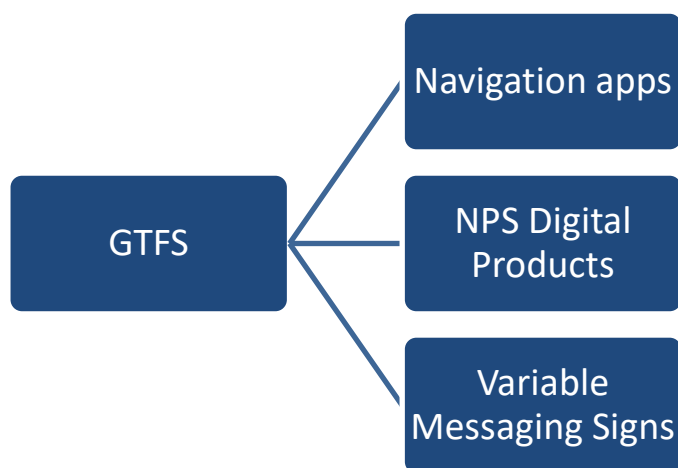 GTFS
Navigation apps
NPS Digital
Products
Variable
Messaging Signs